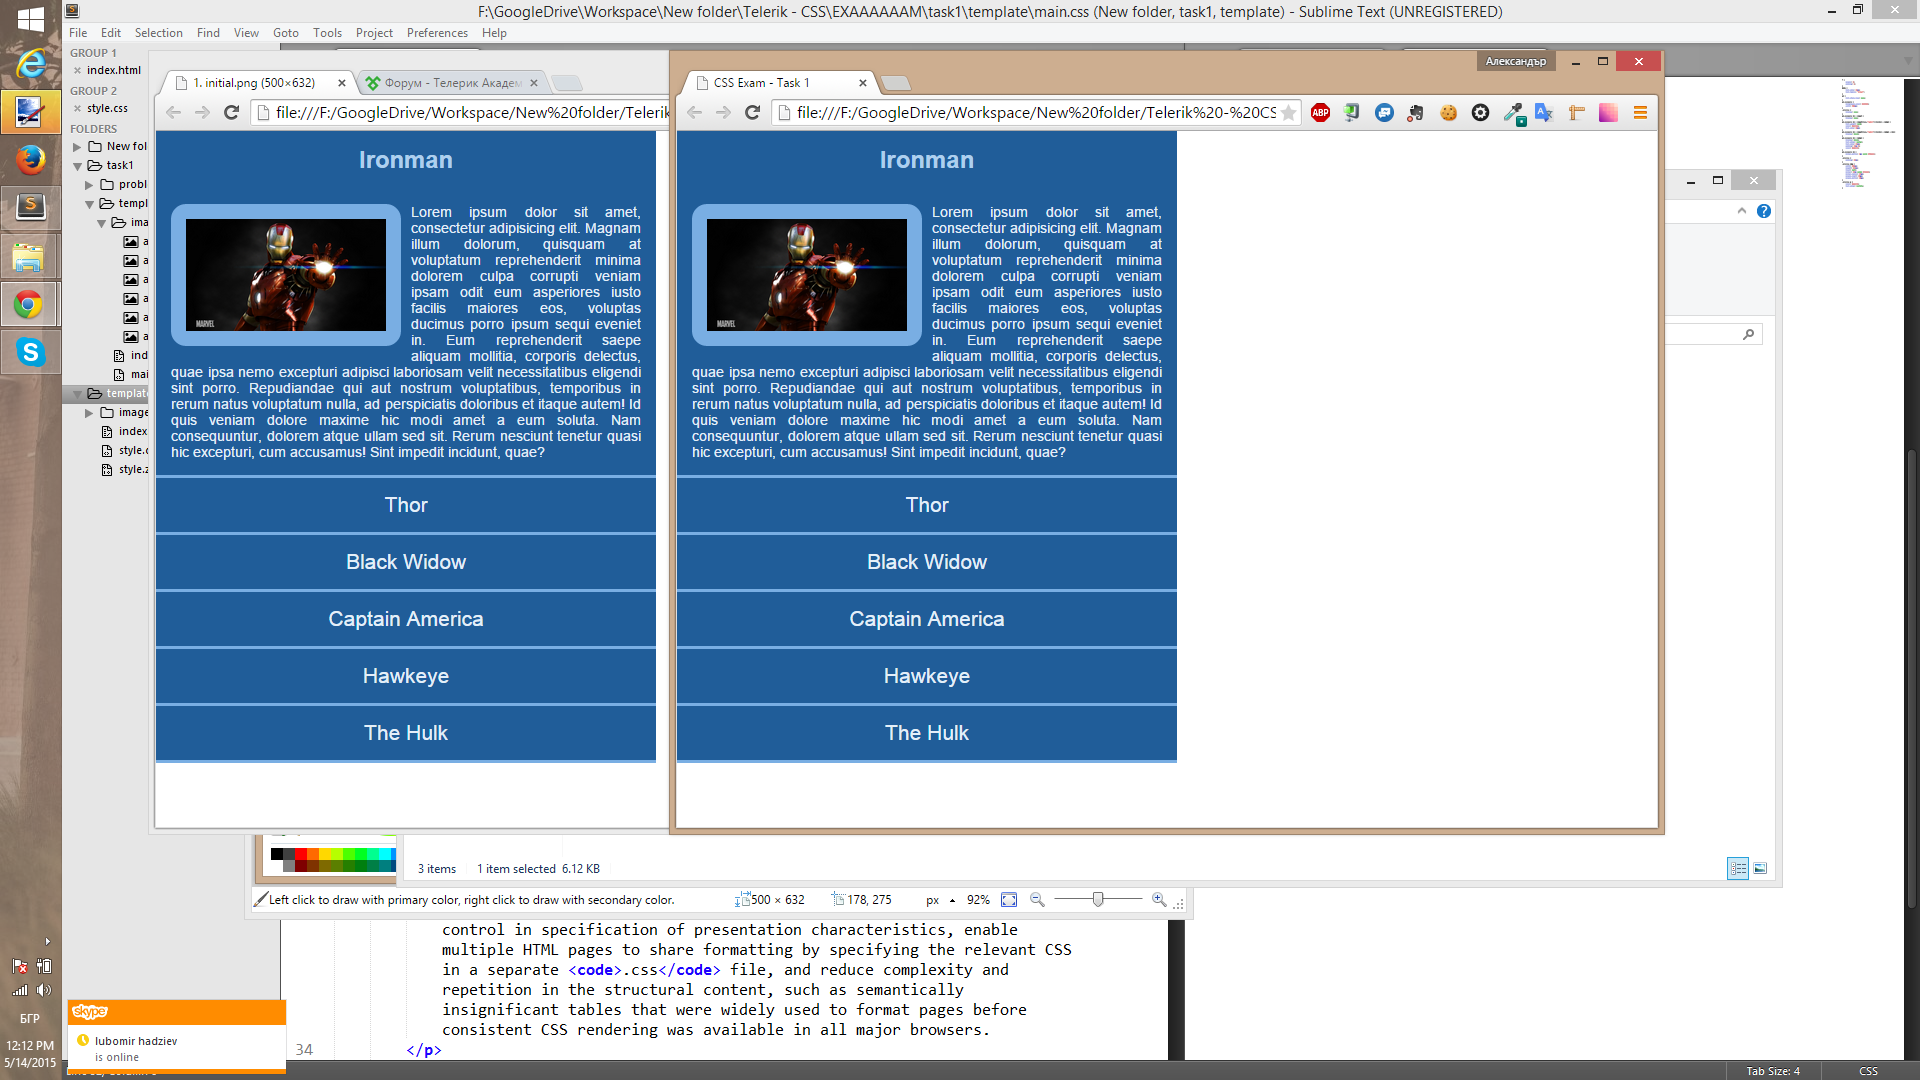 F:\GoogleDrive\Workspace\New folder\Telerik - CSS\EXAAAAAAM\task1\template\main.css (New folder, task1, template) - Sublime Text (UNREGISTERED)
File Edit Selection Find View Goto Tools Project Preferences Help
GROUP 1
index.html
GROUP 2
style.css
FOLDERS
New fol
task1
probl
templ
ima
a
a
a
a
a
a
ind
mai
template
image
index
style.c
style.z
1. initial.png (500×632)
Форум - Телерик Академ
file:///F:/GoogleDrive/Workspace/New%20folder/Telerik
Ironman
Lorem ipsum dolor sit amet,
consectetur adipisicing elit. Magnam
illum dolorum, quisquam at
voluptatum reprehenderit minima
dolorem culpa corrupti veniam
ipsam odit eum asperiores iusto
facilis maiores eos, voluptas
ducimus porro ipsum sequi eveniet
in. Eum reprehenderit saepe
aliquam mollitia, corporis delectus,
quae ipsa nemo excepturi adipisci laboriosam velit necessitatibus eligendi
sint porro. Repudiandae qui aut nostrum voluptatibus, temporibus in
rerum natus voluptatum nulla, ad perspiciatis doloribus et itaque autem! Id
quis veniam dolore maxime hic modi amet a eum soluta. Nam
consequuntur, dolorem atque ullam sed sit. Rerum nesciunt tenetur quasi
hic excepturi, cum accusamus! Sint impedit incidunt, quae?
MARVEL
Thor
Black Widow
Captain America
Hawkeye
The Hulk
Александър
CSS Exam - Task 1
file:///F:/GoogleDrive/Workspace/New%20folder/Telerik%20-%20CS
ABP
Ironman
Lorem ipsum dolor sit amet,
consectetur adipisicing elit. Magnam
illum dolorum, quisquam at
voluptatum reprehenderit minima
dolorem culpa corrupti veniam
ipsam odit eum asperiores iusto
facilis maiores eos, voluptas
ducimus porro ipsum sequi eveniet
in. Eum reprehenderit saepe
aliquam mollitia, corporis delectus,
quae ipsa nemo excepturi adipisci laboriosam velit necessitatibus eligendi
sint porro. Repudiandae qui aut nostrum voluptatibus, temporibus in
rerum natus voluptatum nulla, ad perspiciatis doloribus et itaque autem! Id
quis veniam dolore maxime hic modi amet a eum soluta. Nam
consequuntur, dolorem atque ullam sed sit. Rerum nesciunt tenetur quasi
hic excepturi, cum accusamus! Sint impedit incidunt, quae?
MARVEL
Thor
Black Widow
Captain America
Hawkeye
The Hulk
3 items 1 item selected 6.12 KB
Left click to draw with primary color, right click to draw with secondary color.
500 × 632
178, 275
px
92%
control in specification of presentation characteristics, enable
multiple HTML pages to share formatting by specifying the relevant CSS
in a separate <code>.css</code> file, and reduce complexity and
repetition in the structural content, such as semantically
insignificant tables that were widely used to format pages before
consistent CSS rendering was available in all major browsers.
34 </p>
skype
lubomir hadziev
is online
БГР
12:12 PM
5/14/2015
Tab Size: 4
CSS